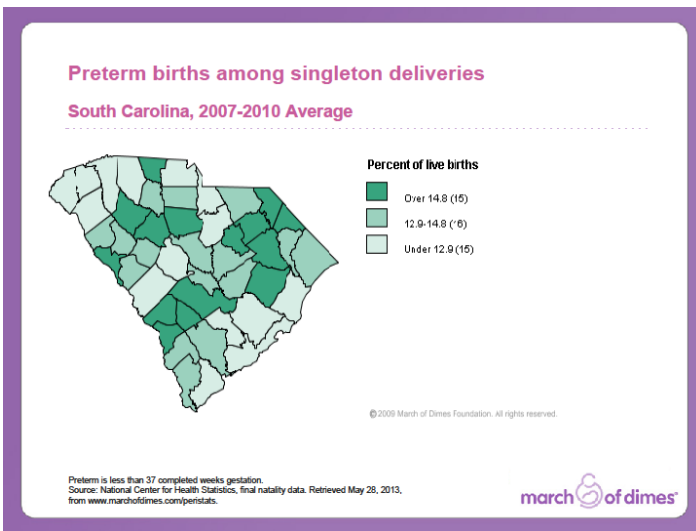 Preterm births among singleton deliveries
South Carolina, 2007-2010 Average
Percent of live births
Over 14.8 (15)
12.9-14.8 (16)
Under 12.9 (15)
©2009 March of Dimes Foundation. All rights reserved.
Preterm is less than 37 completed weeks gestation.
Source: National Center for Health Statistics, final natality data. Retrieved May 28, 2013,
from www.marchofdimes.com/peristats.
march of dimes®